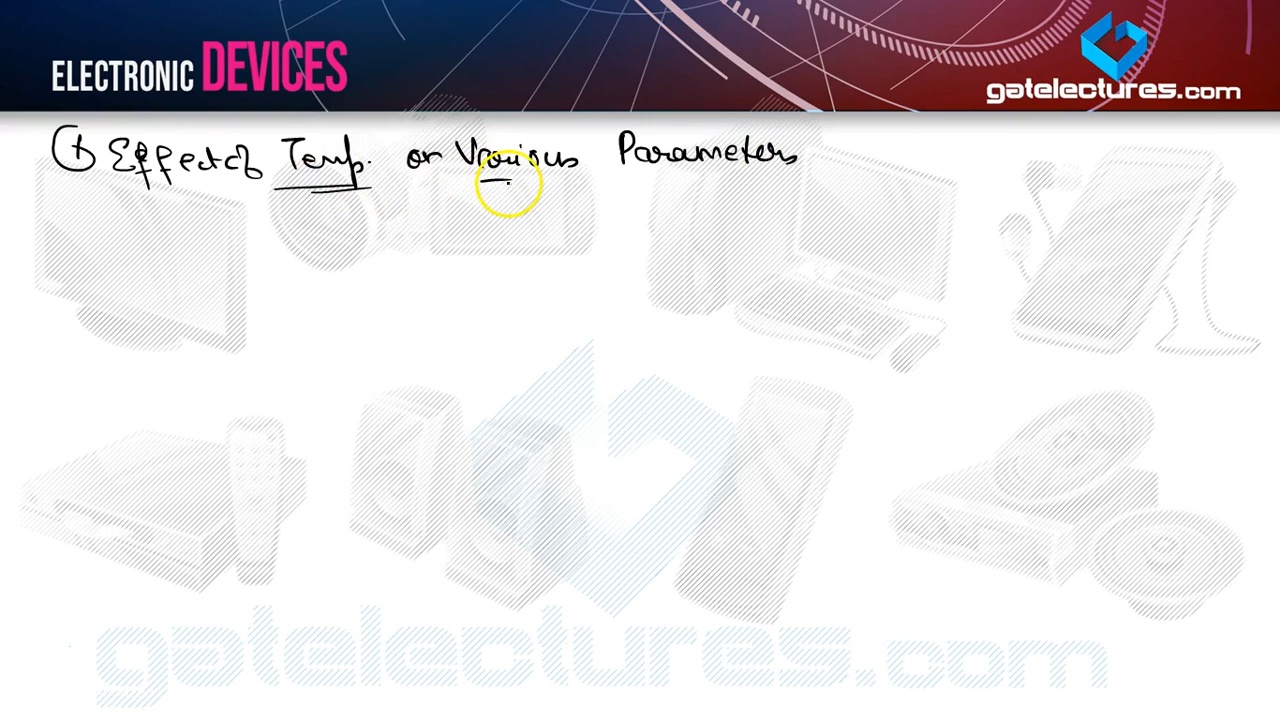 ELECTRONIC DEVICES
gatelectures.com
(1) Effect of Temp. on Various Parameters
gatelectures.com